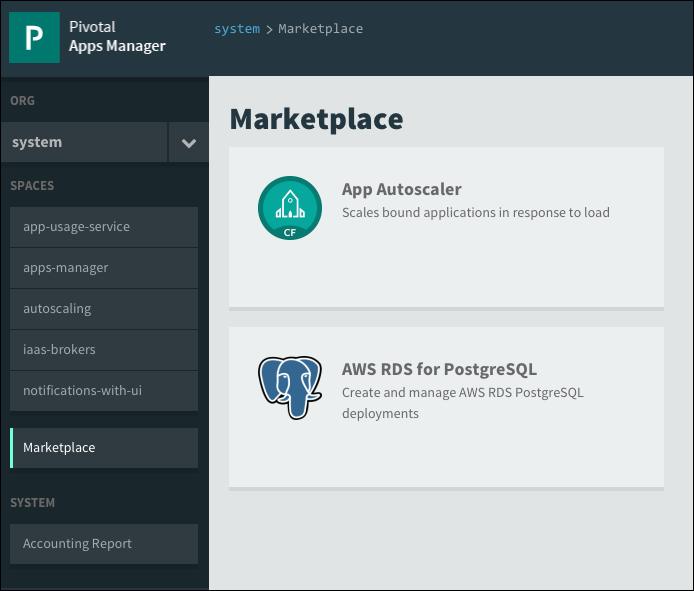 P
Pivotal
Apps Manager
system > Marketplace
ORG
system
SPACES
app-usage-service
apps-manager
autoscaling
iaas-brokers
notifications-with-ui
Marketplace
SYSTEM
Accounting Report
Marketplace
CF
App Autoscaler
Scales bound applications in response to load
AWS RDS for PostgreSQL
Create and manage AWS RDS PostgreSQL
deployments